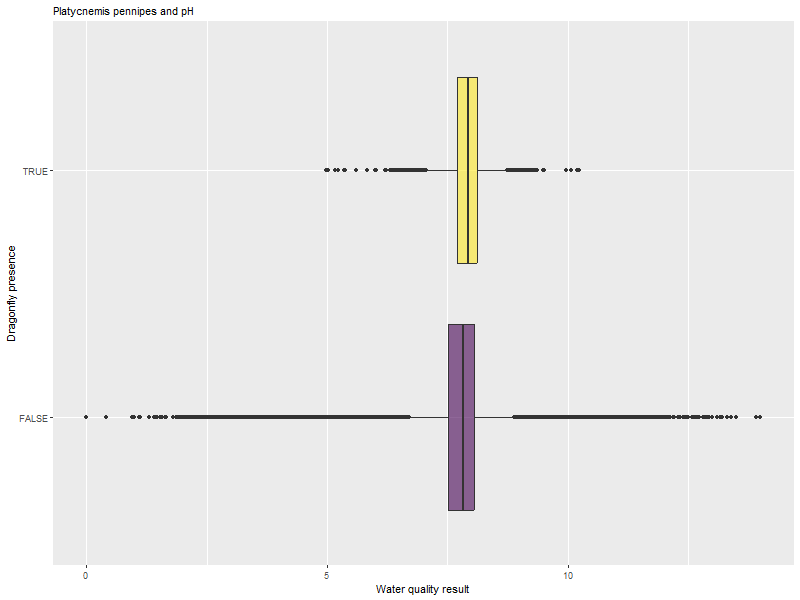 Platycnemis pennipes and pH
TRUE
FALSE
Dragonfly presence
0
5
10
Water quality result